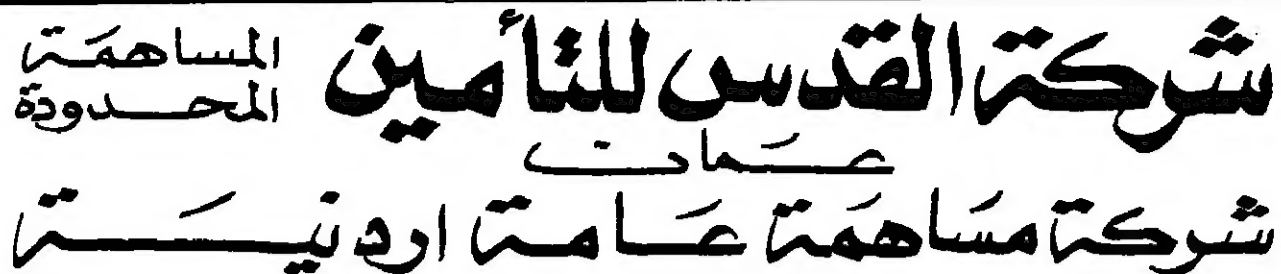 شركة القدس للتأمين المساهمة
المحدودة
عمان
شركة مساهمة عامة اردنية